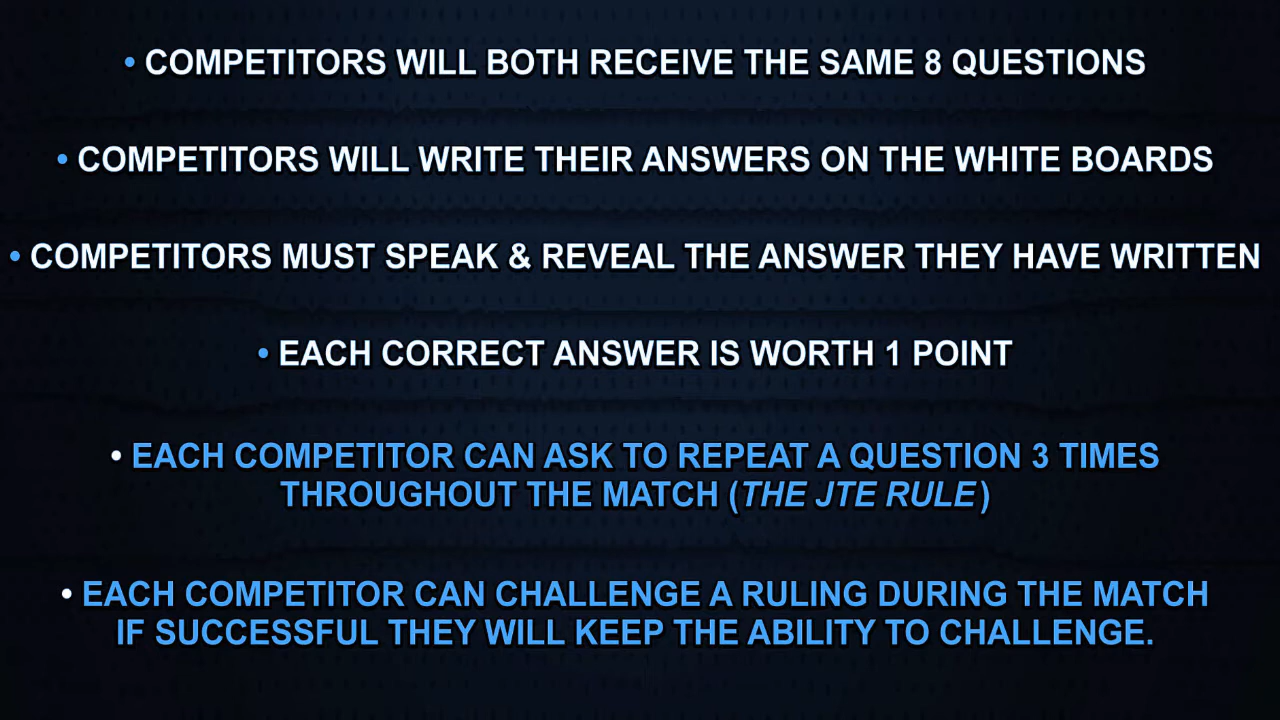 • COMPETITORS WILL BOTH RECEIVE THE SAME 8 QUESTIONS
• COMPETITORS WILL WRITE THEIR ANSWERS ON THE WHITE BOARDS
• COMPETITORS MUST SPEAK & REVEAL THE ANSWER THEY HAVE WRITTEN
• EACH CORRECT ANSWER IS WORTH 1 POINT
• EACH COMPETITOR CAN ASK TO REPEAT A QUESTION 3 TIMES
THROUGHOUT THE MATCH (THE JTE RULE)
• EACH COMPETITOR CAN CHALLENGE A RULING DURING THE MATCH
IF SUCCESSFUL THEY WILL KEEP THE ABILITY TO CHALLENGE.